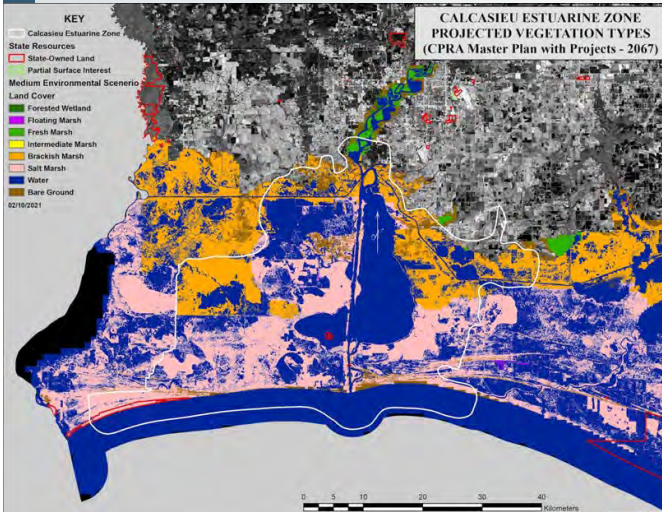 KEY
Calcasieu Estuarine Zone
State Resources
State-Owned Land
Partial Surface Interest
Medium Environmental Scenerio
Land Cover
Forested Wetland
Floating Marsh
Fresh Marsh
Intermediate Marsh
Brackish Marsh
Salt Marsh
Water
Bare Ground
02/10/2021
CALCASIEU ESTUARINE ZONE
PROJECTED VEGETATION TYPES
(CPRA Master Plan with Projects - 2067)
0 5 10 20 30 40
Kilometers